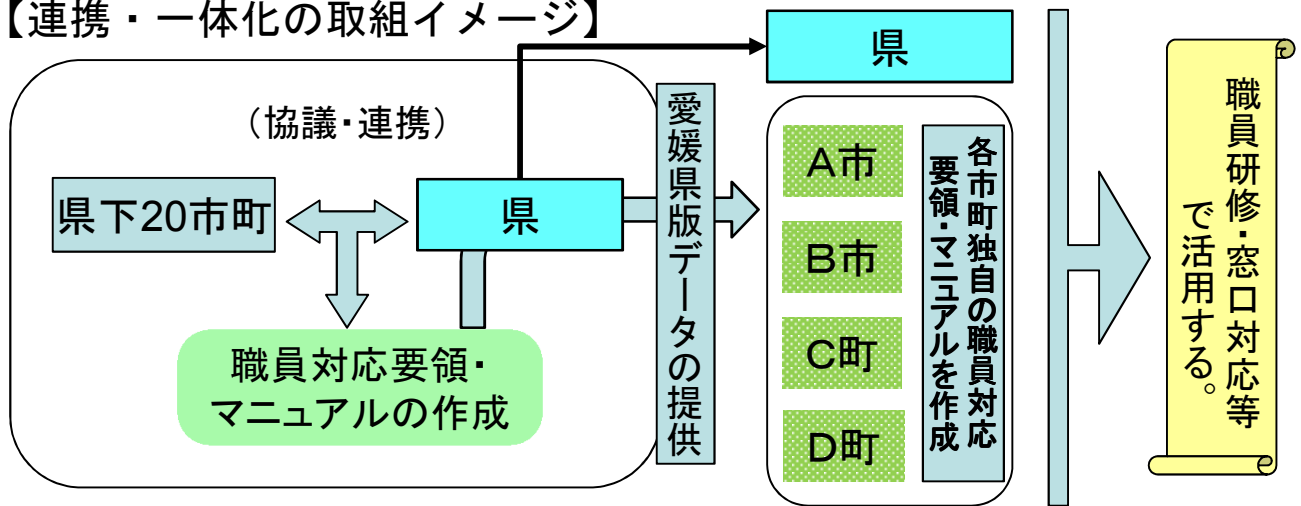 【連携・一体化の取組イメージ】
（協議・連携）
県下20市町
県
職員対応要領・
マニュアルの作成
愛媛県版データの提供
県
A市
B市
C町
D町
各市町独自の職員対応
要領・マニュアルを作成
職員研修・窓口対応等
で活用する。